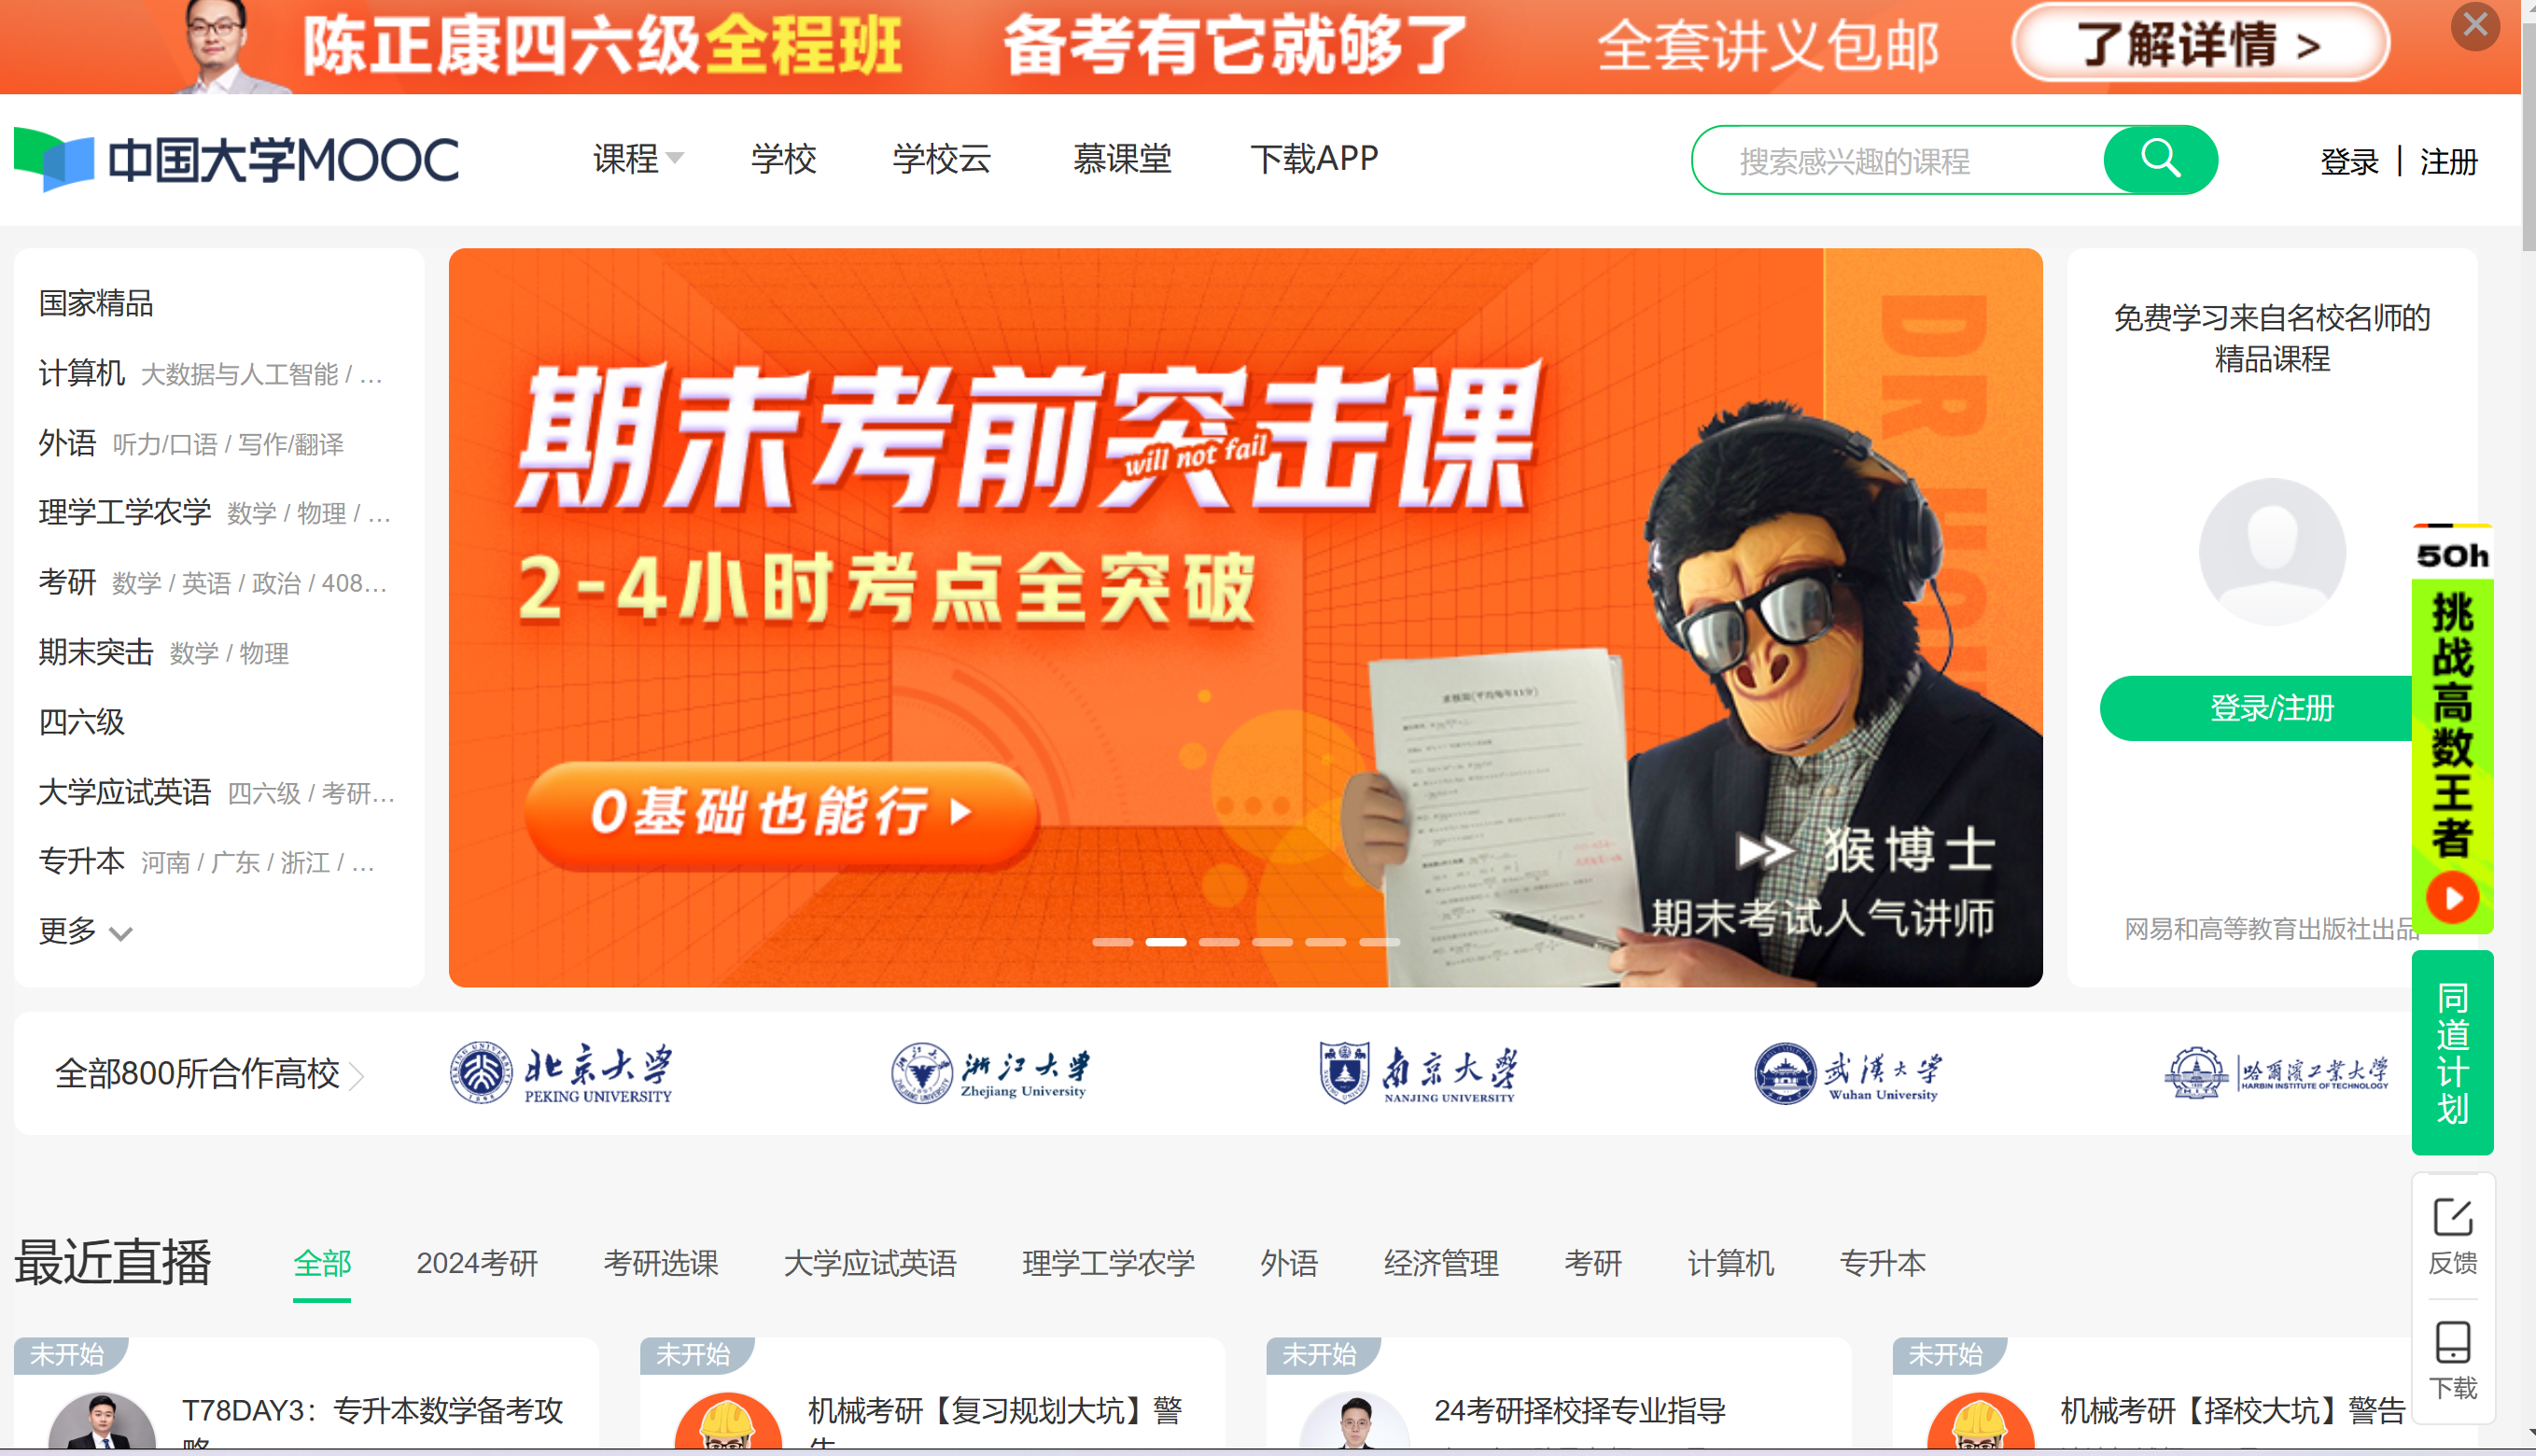 陈正康四六级全程班 备考有它就够了 全套讲义包邮 了解详情 >
中国大学MOOC 课程 学校 学校云 慕课堂 下载APP 搜索感兴趣的课程 登录 | 注册
国家精品
计算机 大数据与人工智能 / ...
外语 听力/口语 / 写作/翻译
理学工学农学 数学 / 物理 / ...
考研 数学 / 英语 / 政治 / 408...
期末突击 数学 / 物理
四六级
大学应试英语 四六级 / 考研...
专升本 河南 / 广东 / 浙江 / ...
更多
期末考前突击课
will not fail
2-4小时考点全突破
0基础也能行
猴博士
期末考试人气讲师
免费学习来自名校名师的
精品课程
登录/注册
网易和高等教育出版社出品
50h
挑战高数王者
同道计划
反馈
下载
全部800所合作高校
北京大学
PEKING UNIVERSITY
浙江大学
Zhejiang University
南京大学
NANJING UNIVERSITY
武汉大学
Wuhan University
哈尔滨工业大学
HARBIN INSTITUTE OF TECHNOLOGY
最近直播 全部 2024考研 考研选课 大学应试英语 理学工学农学 外语 经济管理 考研 计算机 专升本
未开始
T78DAY3：专升本数学备考攻
未开始
机械考研【复习规划大坑】警
未开始
24考研择校择专业指导
未开始
机械考研【择校大坑】警告